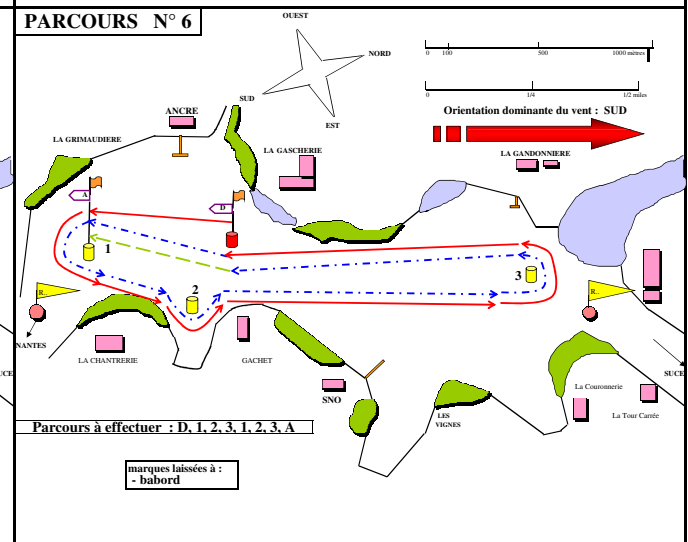 PARCOURS N° 6
OUEST
NORD
SUD
EST
0 100 500 1000 mètres
0 1/4 1/2 miles
Orientation dominante du vent : SUD
ANCRE
LA GRIMAUDIERE
LA GASCHERIE
LA GANDONNIERE
A
D
1
2
3
R..
R..
NANTES
SUCE
LA CHANTRERIE
GACHET
SNO
LES
VIGNES
La Couronnerie
La Tour Carrée
SUCE
Parcours à effectuer : D, 1, 2, 3, 1, 2, 3, A
marques laissées à :
- babord